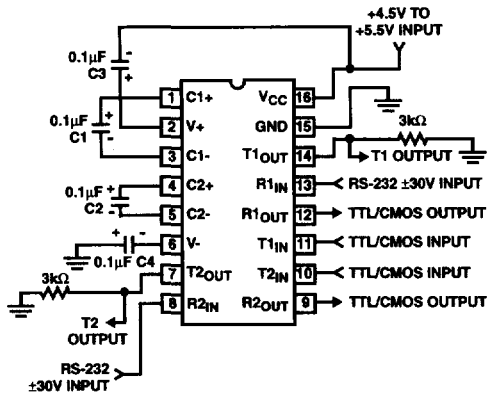 +4.5V TO
+5.5V INPUT
0.1μF
C3
-
+
0.1μF
C1
+
-
0.1μF
C2
+
-
+ -
0.1μF C4
3kΩ
T2
OUTPUT
RS-232
±30V INPUT
1 C1+
2 V+
3 C1-
4 C2+
5 C2-
6 V-
7 T2OUT
8 R2IN
VCC 16
GND 15
T1OUT 14
R1IN 13
R1OUT 12
T1IN 11
T2IN 10
R2OUT 9
3kΩ
T1 OUTPUT
RS-232 ±30V INPUT
TTL/CMOS OUTPUT
TTL/CMOS INPUT
TTL/CMOS INPUT
TTL/CMOS OUTPUT